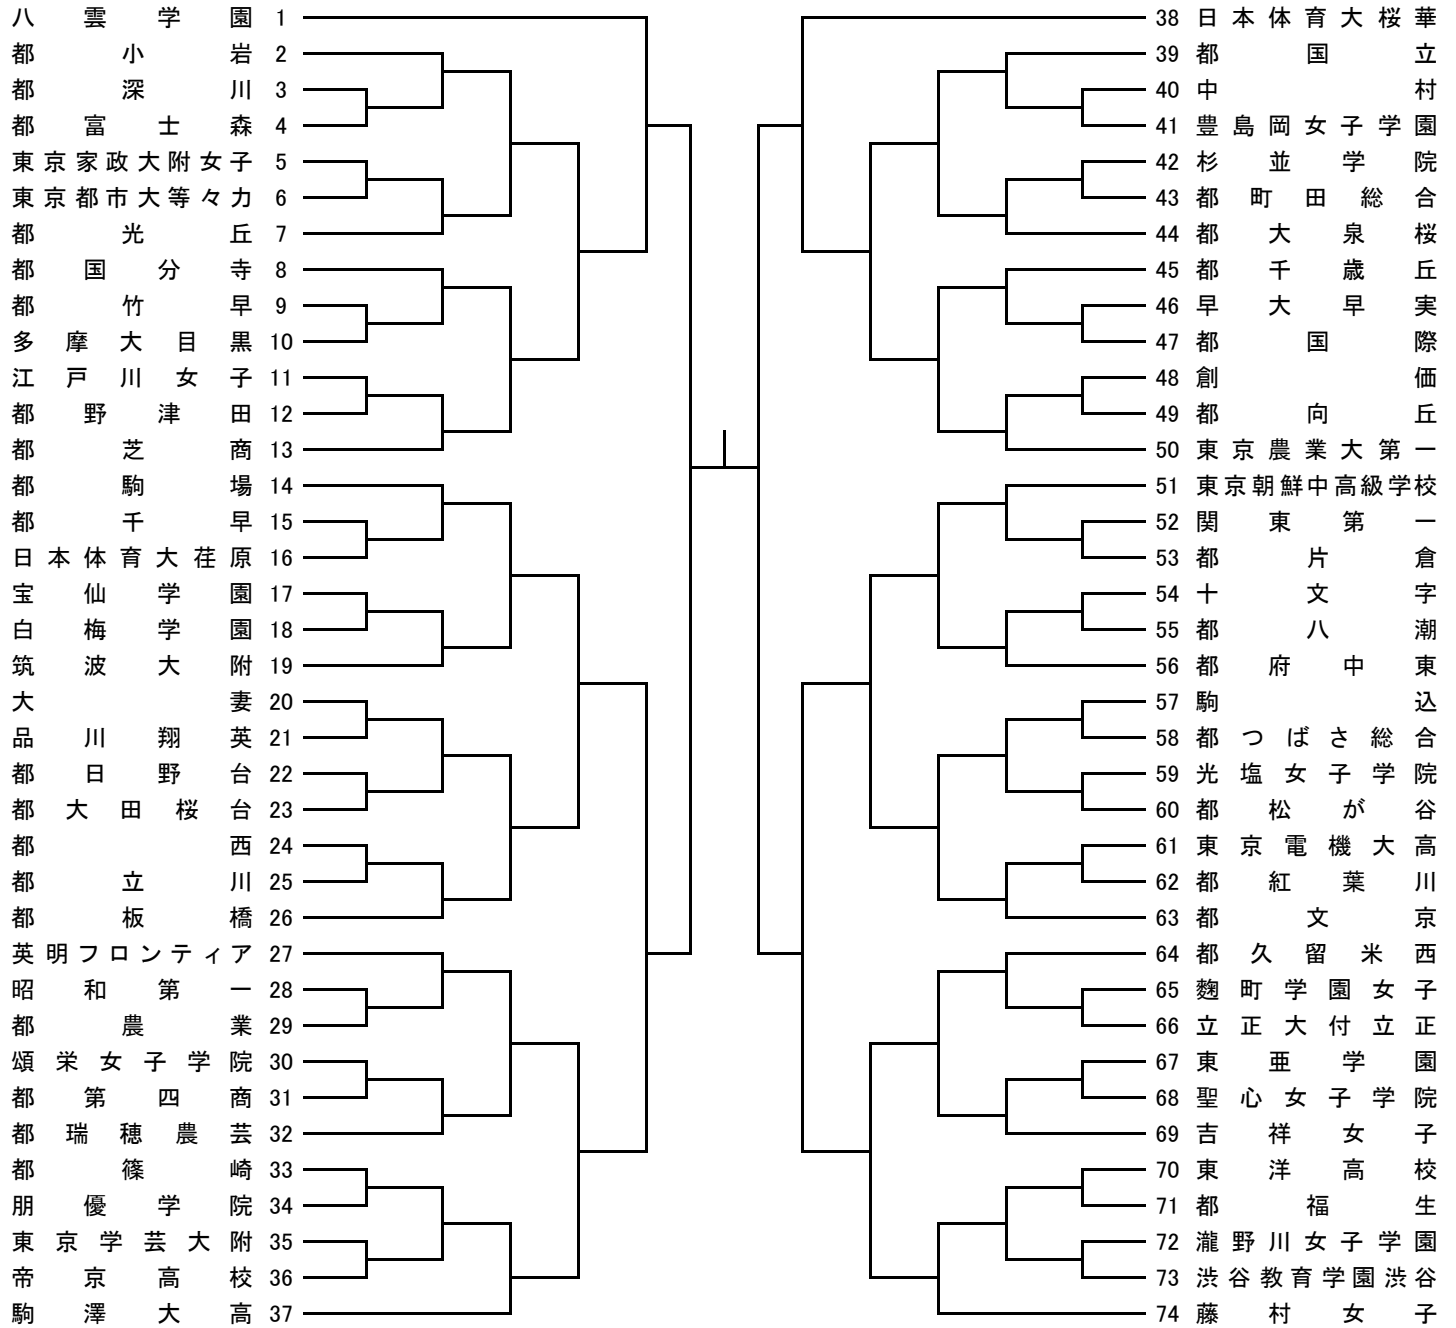 八雲学園 1
都小岩 2
都深川 3
都富士森 4
東京家政大附女子 5
東京都市大等々力 6
都光丘 7
都国分寺 8
都竹早 9
多摩大目黒 10
江戸川女子 11
都野津田 12
都芝商 13
都駒場 14
都千早 15
日本体育大荏原 16
宝仙学園 17
白梅学園 18
筑波大附 19
大妻 20
品川翔英 21
都日野台 22
都大田桜台 23
都西 24
都立川 25
都板橋 26
英明フロンティア 27
昭和第一 28
都農業 29
頌栄女子学院 30
都第四商 31
都瑞穂農芸 32
都篠崎 33
朋優学院 34
東京学芸大附 35
帝京高校 36
駒澤大高 37
38 日本体育大桜華
39 都国立
40 中村
41 豊島岡女子学園
42 杉並学院
43 都町田総合
44 都大泉桜
45 都千歳丘
46 早大早実
47 都国際
48 創価
49 都向丘
50 東京農業大第一
51 東京朝鮮中高級学校
52 関東第一
53 都片倉
54 十文字
55 都八潮
56 都府中東
57 駒込
58 都つばさ総合
59 光塩女子学院
60 都松が谷
61 東京電機大高
62 都紅葉川
63 都文京
64 都久留米西
65 麴町学園女子
66 立正大付立正
67 東亜学園
68 聖心女子学院
69 吉祥女子
70 東洋高校
71 都福生
72 瀧野川女子学園
73 渋谷教育学園渋谷
74 藤村女子